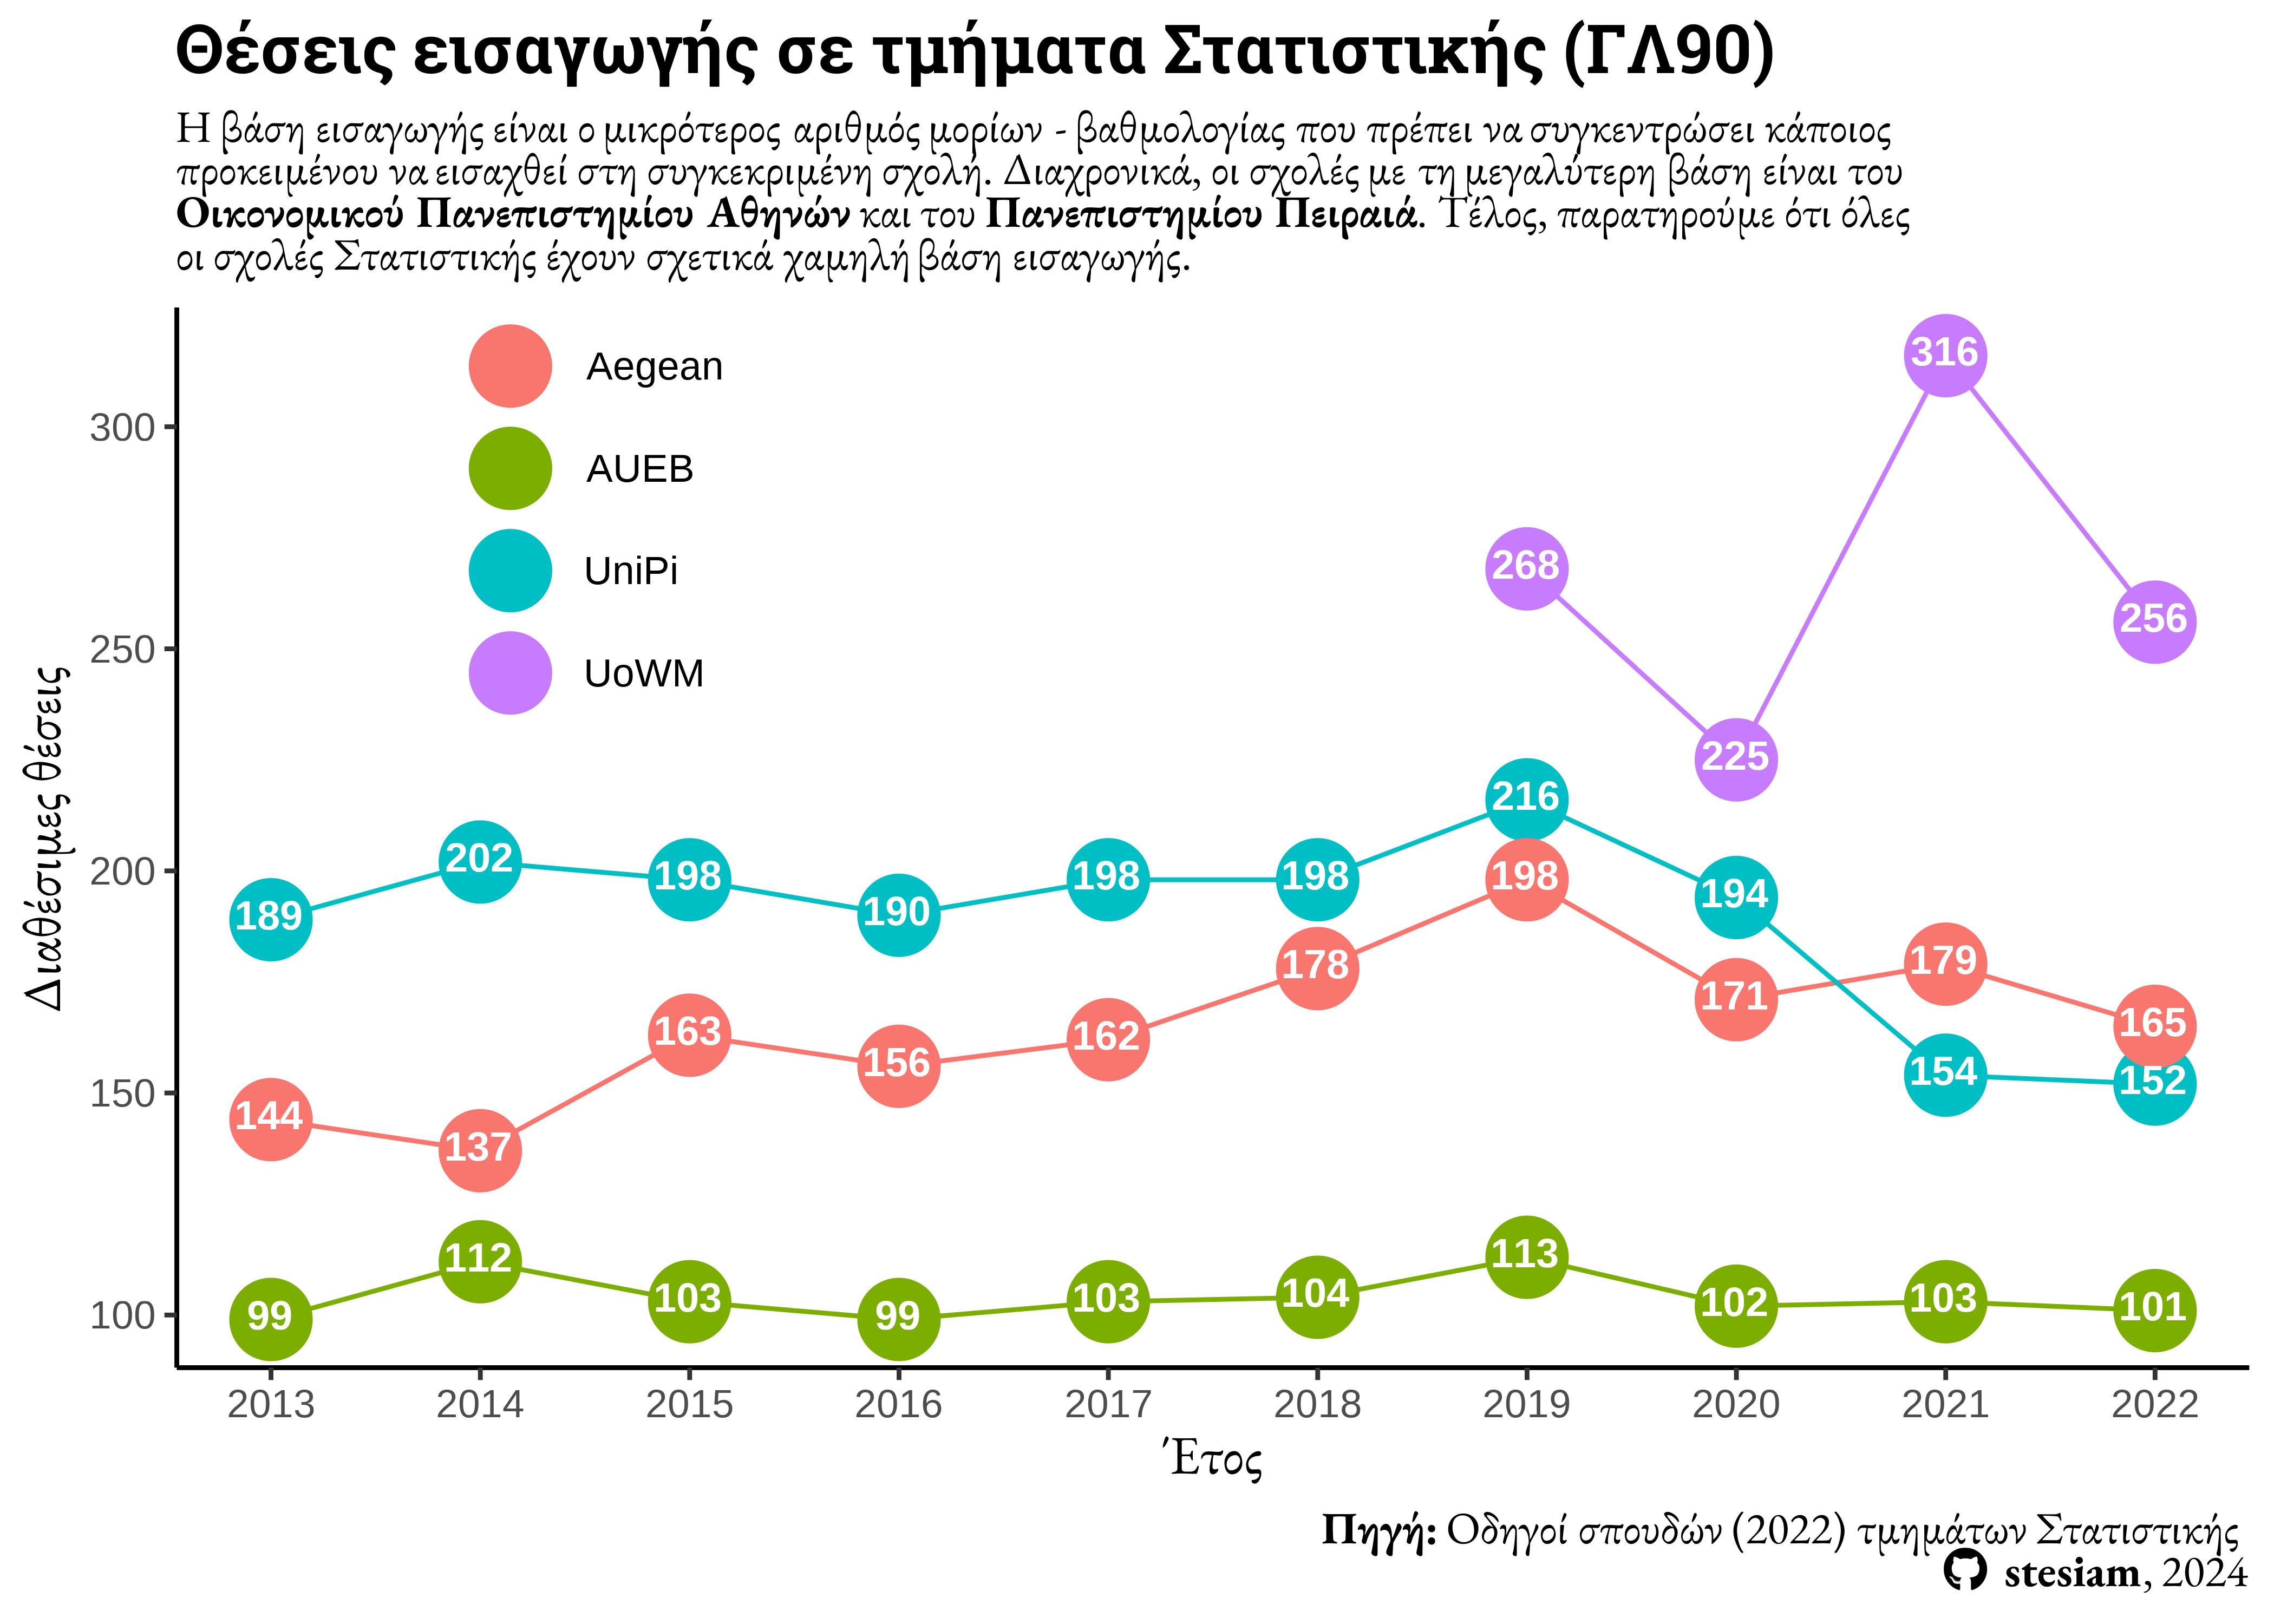 Θέσεις εισαγωγής σε τμήματα Στατιστικής (ΓΛ90)
Η βάση εισαγωγής είναι ο μικρότερος αριθμός μορίων - βαθμολογίας που πρέπει να συγκεντρώσει κάποιος
προκειμένου να εισαχθεί στη συγκεκριμένη σχολή. Διαχρονικά, οι σχολές με τη μεγαλύτερη βάση είναι του
Οικονομικού Πανεπιστημίου Αθηνών και του Πανεπιστημίου Πειραιά. Τέλος, παρατηρούμε ότι όλες
οι σχολές Στατιστικής έχουν σχετικά χαμηλή βάση εισαγωγής.
Aegean
AUEB
UniPi
UoWM
Διαθέσιμες θέσεις
300
250
200
150
100
268 225 316 256
189 202 198 190 198 198 216 194 154 152
144 137 163 156 162 178 198 171 179 165
99 112 103 99 103 104 113 102 103 101
2013 2014 2015 2016 2017 2018 2019 2020 2021 2022
Έτος
Πηγή: Οδηγοί σπουδών (2022) τμημάτων Στατιστικής
stesiam, 2024